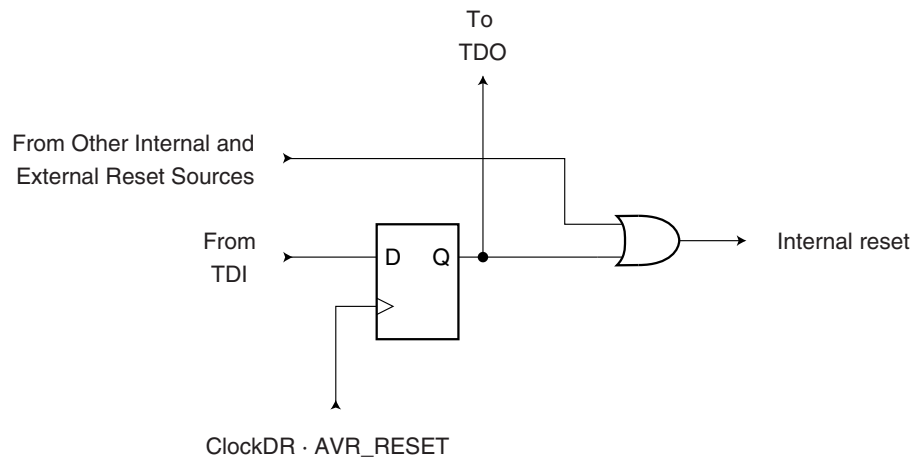 To
TDO
From Other Internal and
External Reset Sources
From
TDI
D Q
Internal reset
ClockDR · AVR_RESET